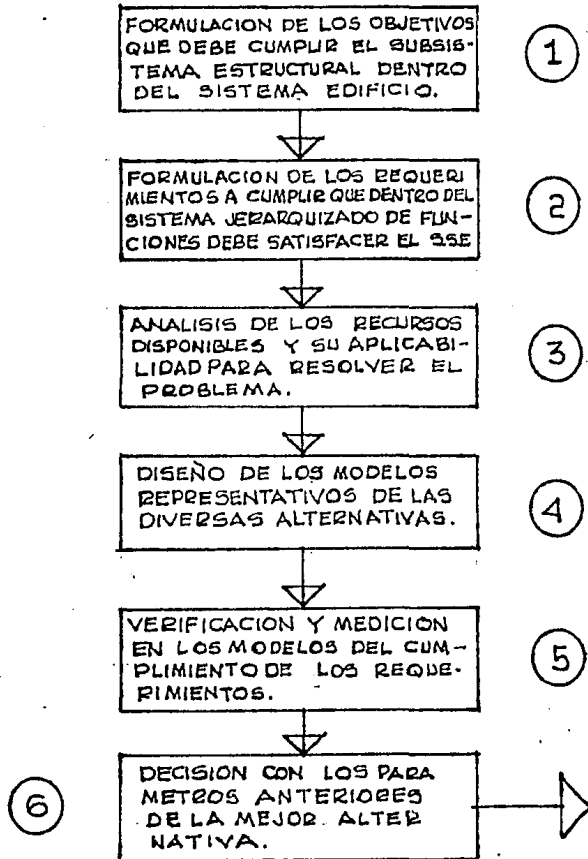 FORMULACION DE LOS OBJETIVOS
QUE DEBE CUMPLIR EL SUBSIS-
TEMA ESTRUCTURAL DENTRO
DEL SISTEMA EDIFICIO.
1
FORMULACION DE LOS REQUERI
MIENTOS A CUMPLIR QUE DENTRO DEL
SISTEMA JERARQUIZADO DE FUN-
CIONES DEBE SATISFACER EL SSE
2
ANALISIS DE LOS RECURSOS
DISPONIBLES Y SU APLICABI-
LIDAD PARA RESOLVER EL
PROBLEMA.
3
DISEÑO DE LOS MODELOS
REPRESENTATIVOS DE LAS
DIVERSAS ALTERNATIVAS.
4
VERIFICACION Y MEDICION
EN LOS MODELOS DEL CUM-
PLIMIENTO DE LOS REQUE-
RIMIENTOS.
5
6
DECISION CON LOS PARA
METROS ANTERIORES
DE LA MEJOR ALTER
NATIVA.